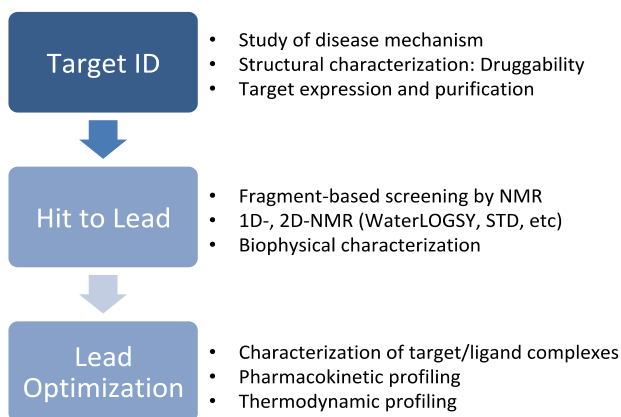 Target ID
• Study of disease mechanism
• Structural characterization: Druggability
• Target expression and purification
Hit to Lead
• Fragment-based screening by NMR
• 1D-, 2D-NMR (WaterLOGSY, STD, etc)
• Biophysical characterization
Lead
Optimization
• Characterization of target/ligand complexes
• Pharmacokinetic profiling
• Thermodynamic profiling